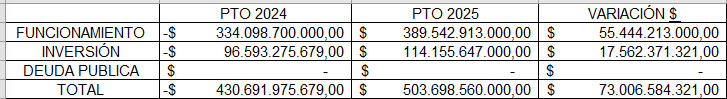 PTO 2024 PTO 2025 VARIACIÓN $
FUNCIONAMIENTO -$ 334.098.700.000,00 $ 389.542.913.000,00 $ 55.444.213.000,00
INVERSIÓN -$ 96.593.275.679,00 $ 114.155.647.000,00 $ 17.562.371.321,00
DEUDA PUBLICA $ - $ - $ -
TOTAL -$ 430.691.975.679,00 $ 503.698.560.000,00 $ 73.006.584.321,00